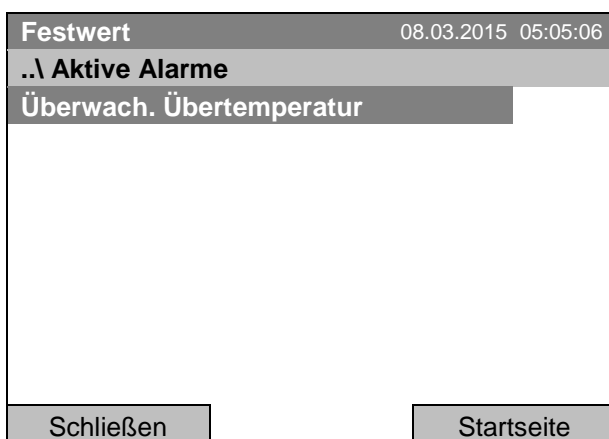 Festwert 08.03.2015 05:05:06
..\ Aktive Alarme
Überwach. Übertemperatur
Schließen Startseite